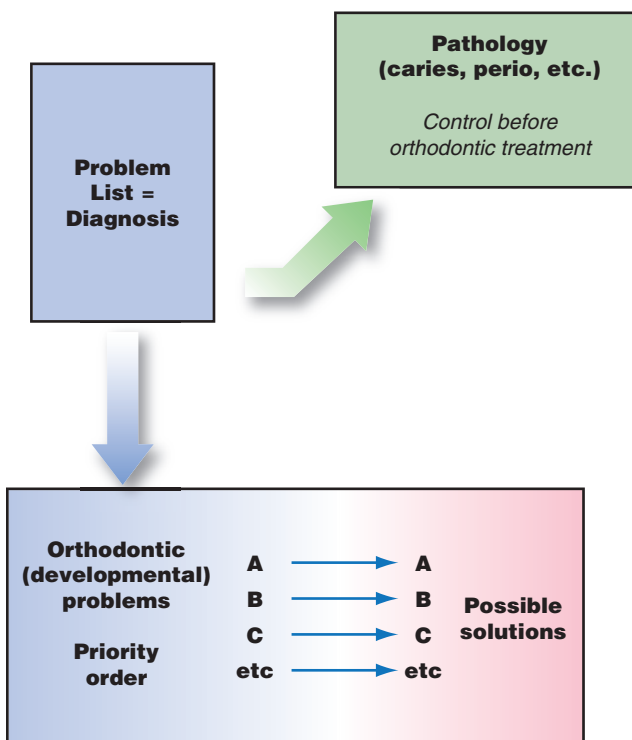 Pathology
(caries, perio, etc.)
Control before
orthodontic treatment
Problem
List =
Diagnosis
Orthodontic
(developmental)
problems
Priority
order
A A
B B
C C
etc etc
Possible
solutions